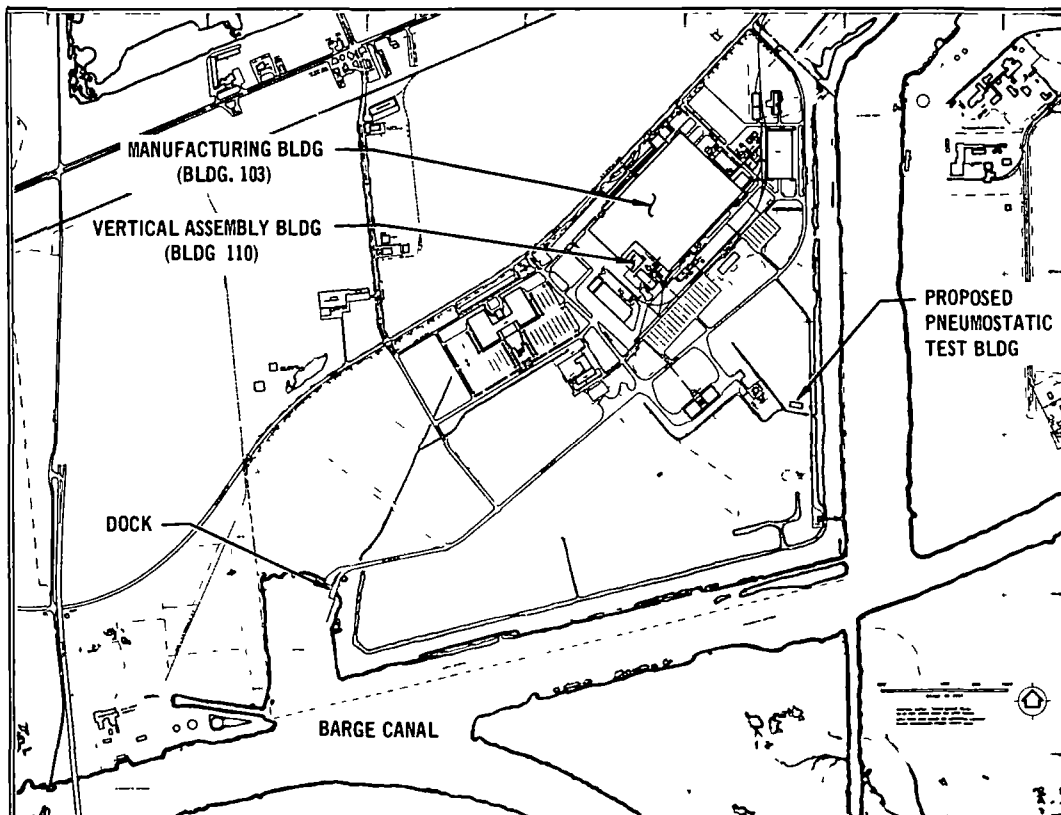 MANUFACTURING BLDG
(BLDG. 103)
VERTICAL ASSEMBLY BLDG
(BLDG 110)
PROPOSED
PNEUMOSTATIC
TEST BLDG
DOCK
BARGE CANAL